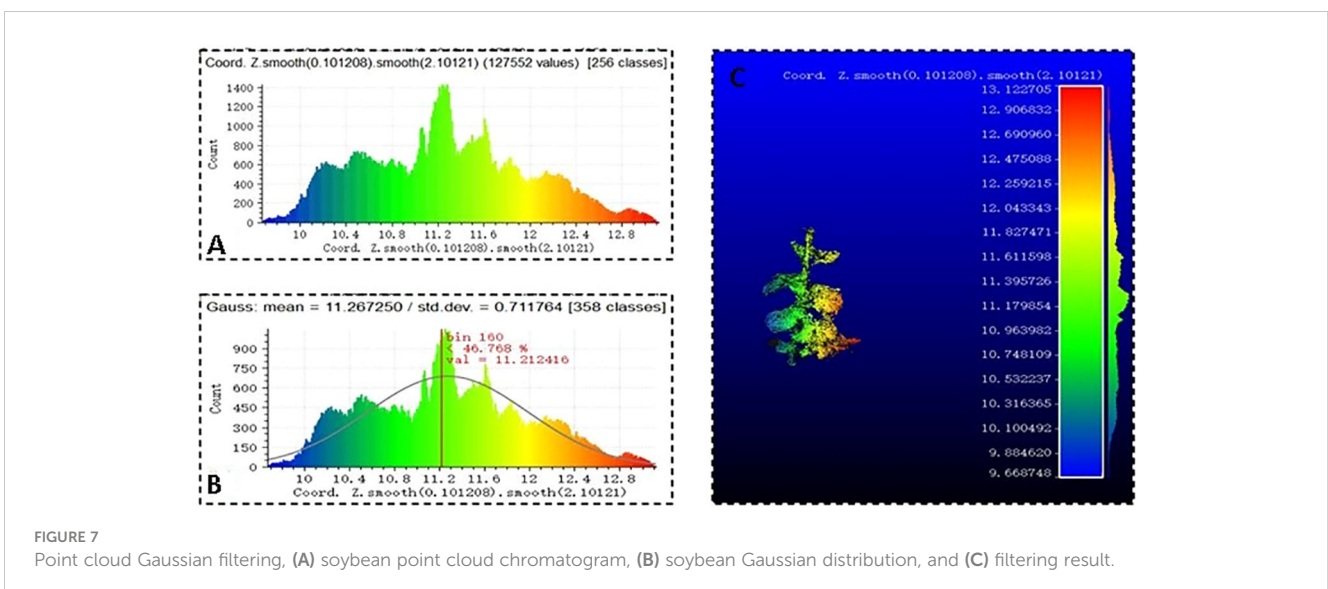 Coord. Z.smooth(0.101208).smooth(2.10121) (127552 values) [256 classes]
1400
1200
1000
800
600
400
200
0
Count
10 10.4 10.8 11.2 11.6 12 12.4 12.8
Coord. Z.smooth(0.101208).smooth(2.10121)
A
Gauss: mean = 11.267250 / std.dev. = 0.711764 [358 classes]
bin 160
< 46.768 %
val = 11.212416
900
750
600
450
300
150
0
Count
10 10.4 10.8 11.2 11.6 12 12.4 12.8
Coord. Z.smooth(0.101208).smooth(2.10121)
B
C
Coord. Z.smooth(0.101208).smooth(2.10121)
13.122705
12.906832
12.690960
12.475088
12.259215
12.043343
11.827471
11.611598
11.395726
11.179854
10.963982
10.748109
10.532237
10.316365
10.100492
9.884620
9.668748
FIGURE 7
Point cloud Gaussian filtering, (A) soybean point cloud chromatogram, (B) soybean Gaussian distribution, and (C) filtering result.